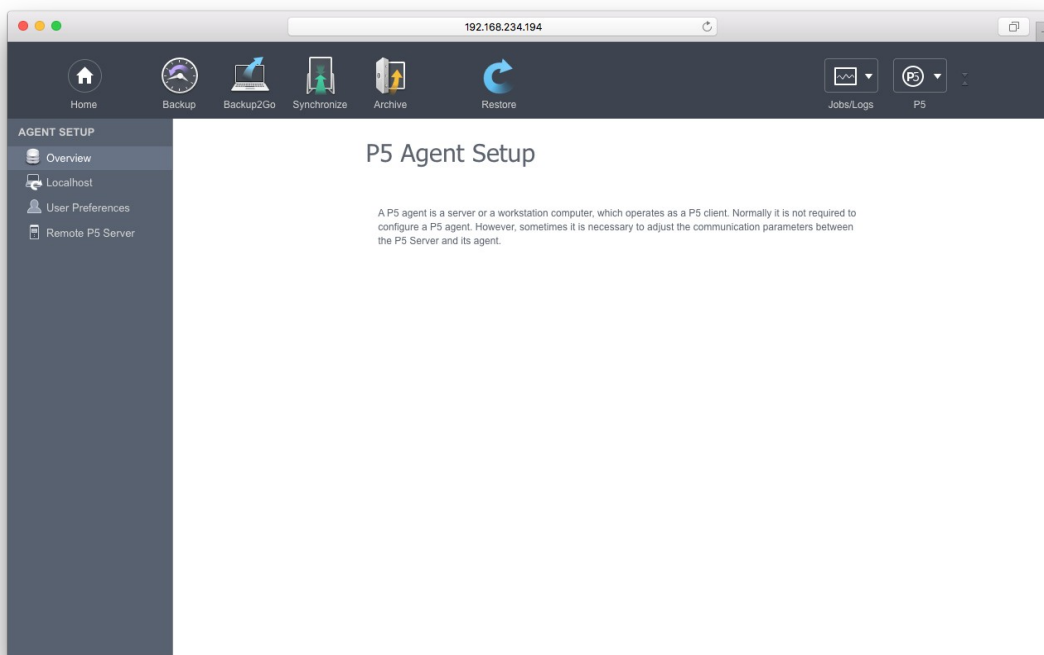 192.168.234.194
Home
Backup
Backup2Go
Synchronize
Archive
Restore
Jobs/Logs
P5
P5
AGENT SETUP
Overview
Localhost
User Preferences
Remote P5 Server
P5 Agent Setup
A P5 agent is a server or a workstation computer, which operates as a P5 client. Normally it is not required to
configure a P5 agent. However, sometimes it is necessary to adjust the communication parameters between
the P5 Server and its agent.